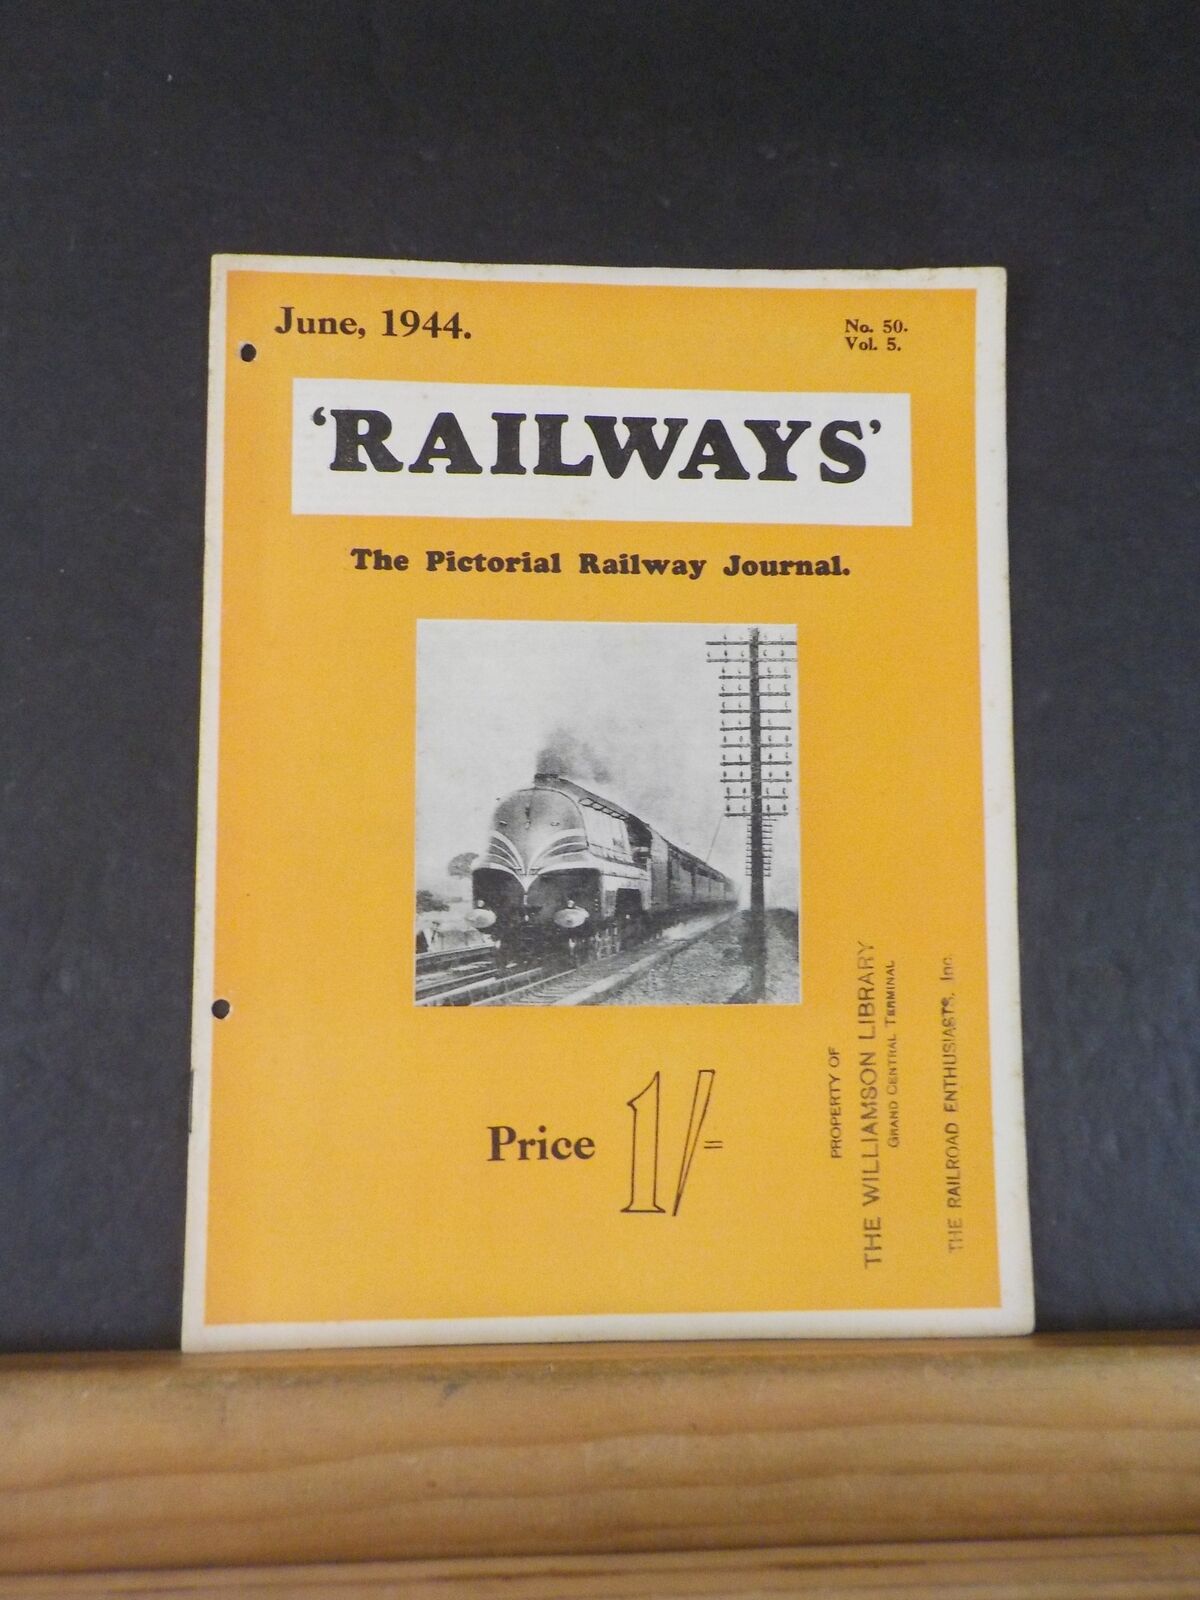 June, 1944.
No. 50.
Vol. 5.
'RAILWAYS'
The Pictorial Railway Journal.
Price 1/=
PROPERTY OF
THE WILLIAMSON LIBRARY
GRAND CENTRAL TERMINAL
THE RAILROAD ENTHUSIASTS, Inc.